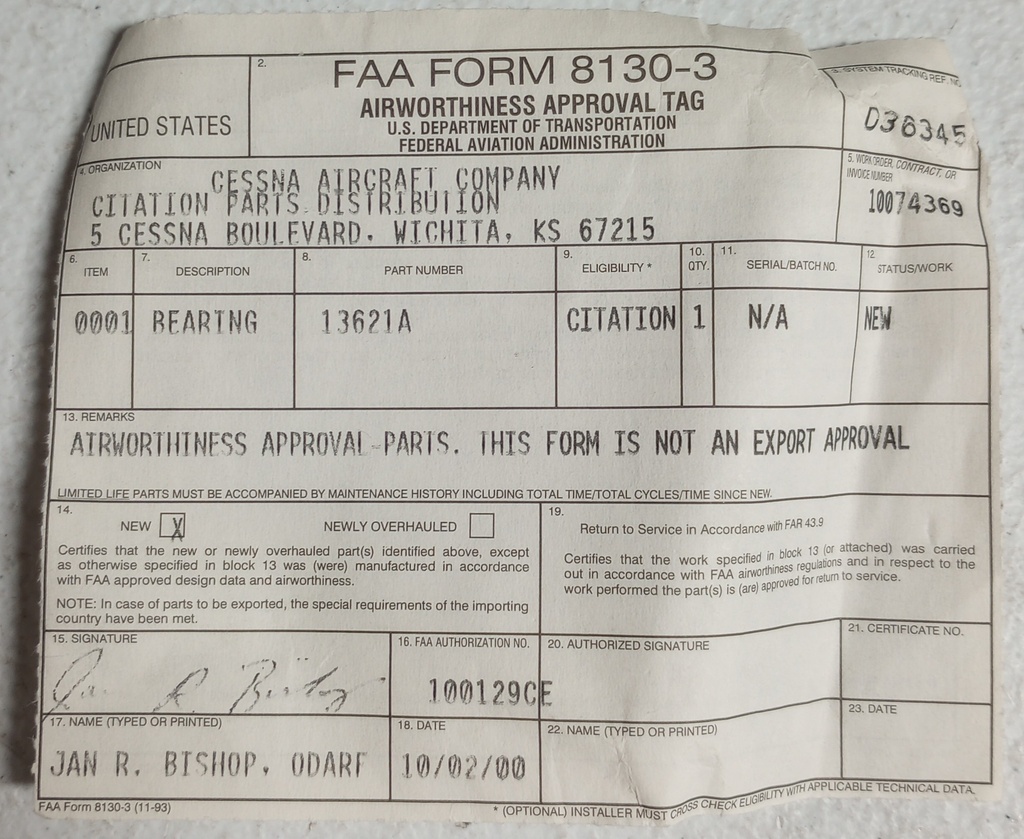 UNITED STATES
2.
FAA FORM 8130-3
AIRWORTHINESS APPROVAL TAG
U.S. DEPARTMENT OF TRANSPORTATION
FEDERAL AVIATION ADMINISTRATION
3. SYSTEM TRACKING REF. NO.
036345
4. ORGANIZATION
CESSNA AIRCRAFT COMPANY
CITATION PARTS DISTRIBUTION
5 CESSNA BOULEVARD. WICHITA, KS 67215
5. WORK ORDER, CONTRACT, OR
INVOICE NUMBER
10074369
6. ITEM
7. DESCRIPTION
8. PART NUMBER
9. ELIGIBILITY *
10. QTY.
11. SERIAL/BATCH NO.
12 STATUS/WORK
0001 BEARING 13621A CITATION 1 N/A NEW
13. REMARKS
AIRWORTHINESS APPROVAL-PARTS. THIS FORM IS NOT AN EXPORT APPROVAL
LIMITED LIFE PARTS MUST BE ACCOMPANIED BY MAINTENANCE HISTORY INCLUDING TOTAL TIME/TOTAL CYCLES/TIME SINCE NEW.
14.
NEW X NEWLY OVERHAULED
Certifies that the new or newly overhauled part(s) identified above, except
as otherwise specified in block 13 was (were) manufactured in accordance
with FAA approved design data and airworthiness.
NOTE: In case of parts to be exported, the special requirements of the importing
country have been met.
19.
Return to Service in Accordance with FAR 43.9
Certifies that the work specified in block 13 (or attached) was carried
out in accordance with FAA airworthiness regulations and in respect to the
work performed the part(s) is (are) approved for return to service.
15. SIGNATURE
Jan R Bishop
16. FAA AUTHORIZATION NO.
100129CE
20. AUTHORIZED SIGNATURE
21. CERTIFICATE NO.
17. NAME (TYPED OR PRINTED)
JAN R. BISHOP, ODARF
18. DATE
10/02/00
22. NAME (TYPED OR PRINTED)
23. DATE
FAA Form 8130-3 (11-93)
* (OPTIONAL) INSTALLER MUST CROSS CHECK ELIGIBILITY WITH APPLICABLE TECHNICAL DATA.